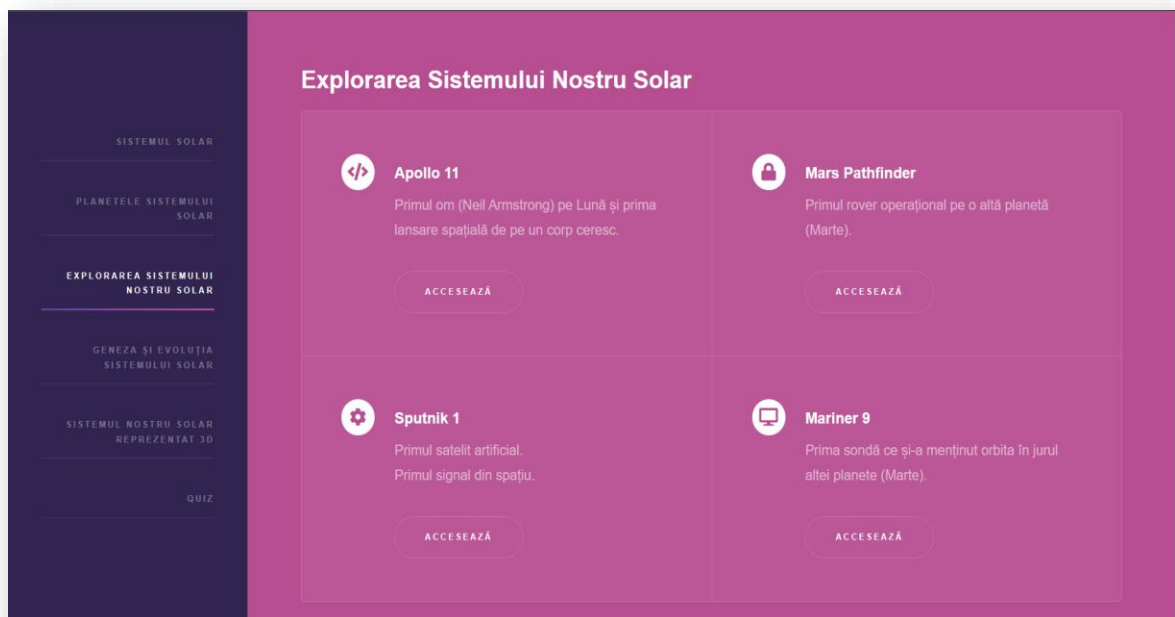 SISTEMUL SOLAR
PLANETELE SISTEMULUI
SOLAR
EXPLORAREA SISTEMULUI
NOSTRU SOLAR
GENEZA ȘI EVOLUȚIA
SISTEMULUI SOLAR
SISTEMUL NOSTRU SOLAR
REPREZENTAT 3D
QUIZ
Explorarea Sistemului Nostru Solar
Apollo 11
Primul om (Neil Armstrong) pe Lună și prima
lansare spațială de pe un corp ceresc.
ACCESEAZĂ
Mars Pathfinder
Primul rover operațional pe o altă planetă
(Marte).
ACCESEAZĂ
Sputnik 1
Primul satelit artificial.
Primul signal din spațiu.
ACCESEAZĂ
Mariner 9
Prima sondă ce și-a menținut orbita în jurul
altei planete (Marte).
ACCESEAZĂ